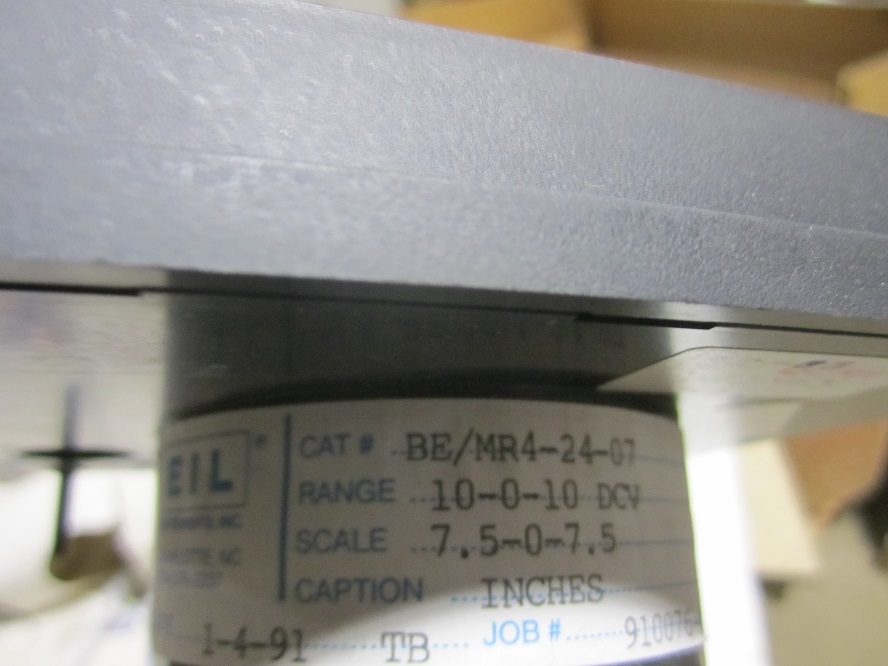 EIL ®
CAT # BE/MR4-24-07
RANGE 10-0-10 DCV
SCALE 7.5-0-7.5
CAPTION INCHES
1-4-91 TB JOB # 910076